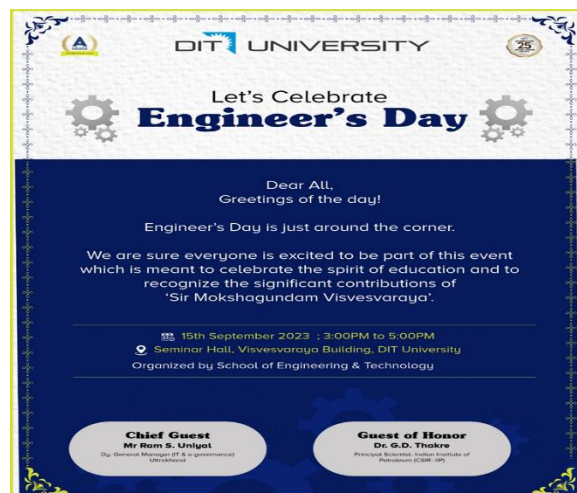 A
DIT UNIVERSITY
25
Let's Celebrate
Engineer's Day
Dear All,
Greetings of the day!
Engineer's Day is just around the corner.
We are sure everyone is excited to be part of this event
which is meant to celebrate the spirit of education and to
recognize the significant contributions of
'Sir Mokshagundam Visvesvaraya'.
15th September 2023 ; 3:00PM to 5:00PM
Seminar Hall, Visvesvaraya Building, DIT University
Organized by School of Engineering & Technology
Chief Guest
Mr Ram S. Uniyal
Dy. General Manager (IT & e-governance)
Uttrakhand
Guest of Honor
Dr. G.D. Thakre
Principal Scientist- Indian Institute of
Petroleum (CSIR -IIP)